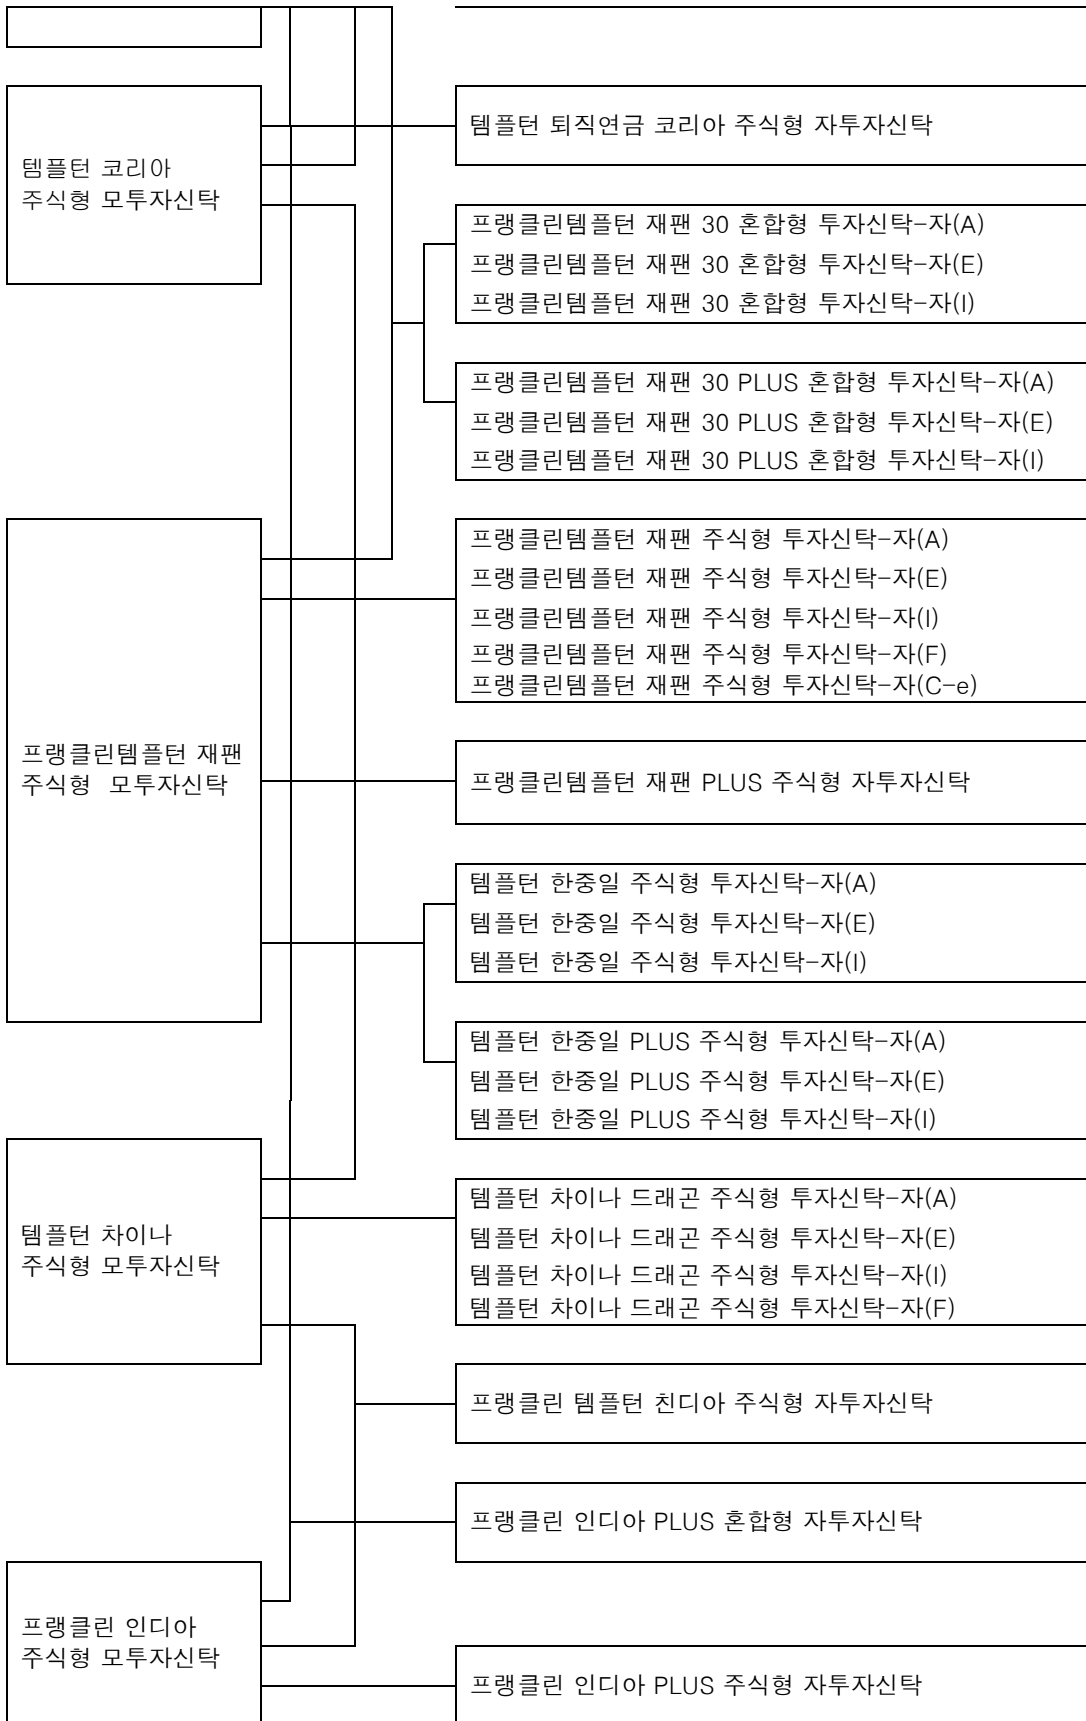 템플턴 퇴직연금 코리아 주식형 자투자신탁
템플턴 코리아
주식형 모투자신탁
프랭클린템플턴 재팬 30 혼합형 투자신탁-자(A)
프랭클린템플턴 재팬 30 혼합형 투자신탁-자(E)
프랭클린템플턴 재팬 30 혼합형 투자신탁-자(I)
프랭클린템플턴 재팬 30 PLUS 혼합형 투자신탁-자(A)
프랭클린템플턴 재팬 30 PLUS 혼합형 투자신탁-자(E)
프랭클린템플턴 재팬 30 PLUS 혼합형 투자신탁-자(I)
프랭클린템플턴 재팬 주식형 투자신탁-자(A)
프랭클린템플턴 재팬 주식형 투자신탁-자(E)
프랭클린템플턴 재팬 주식형 투자신탁-자(I)
프랭클린템플턴 재팬 주식형 투자신탁-자(F)
프랭클린템플턴 재팬 주식형 투자신탁-자(C-e)
프랭클린템플턴 재팬
주식형 모투자신탁
프랭클린템플턴 재팬 PLUS 주식형 자투자신탁
템플턴 한중일 주식형 투자신탁-자(A)
템플턴 한중일 주식형 투자신탁-자(E)
템플턴 한중일 주식형 투자신탁-자(I)
템플턴 한중일 PLUS 주식형 투자신탁-자(A)
템플턴 한중일 PLUS 주식형 투자신탁-자(E)
템플턴 한중일 PLUS 주식형 투자신탁-자(I)
템플턴 차이나
주식형 모투자신탁
템플턴 차이나 드래곤 주식형 투자신탁-자(A)
템플턴 차이나 드래곤 주식형 투자신탁-자(E)
템플턴 차이나 드래곤 주식형 투자신탁-자(I)
템플턴 차이나 드래곤 주식형 투자신탁-자(F)
프랭클린 템플턴 친디아 주식형 자투자신탁
프랭클린 인디아 PLUS 혼합형 자투자신탁
프랭클린 인디아
주식형 모투자신탁
프랭클린 인디아 PLUS 주식형 자투자신탁